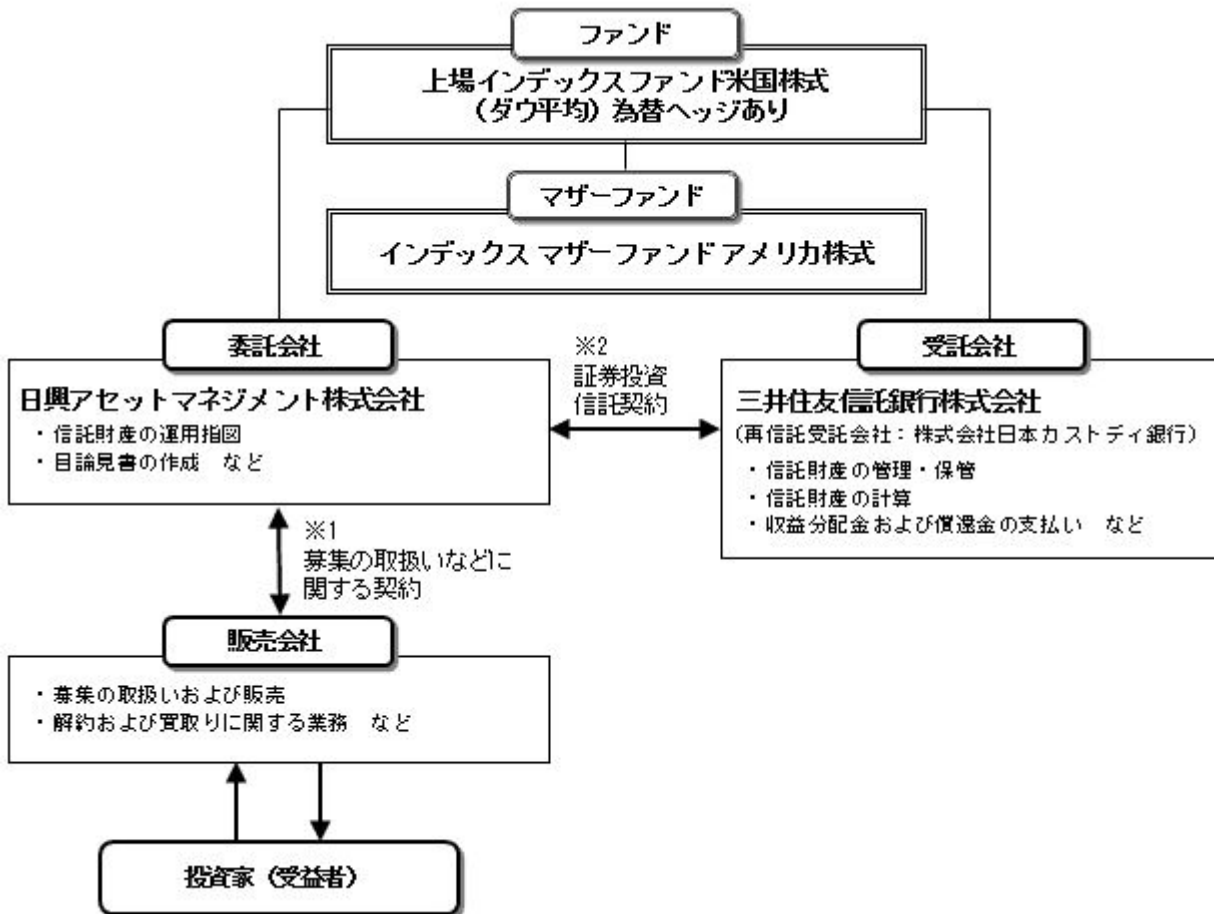 ファンド
上場インデックスファンド米国株式
(ダウ平均)為替ヘッジあり
マザーファンド
インデックス マザーファンド アメリカ株式
委託会社
日興アセットマネジメント株式会社
・信託財産の運用指図
・目論見書の作成 など
※2
証券投資
信託契約
受託会社
三井住友信託銀行株式会社
(再信託受託会社:株式会社日本カストディ銀行)
・信託財産の管理・保管
・信託財産の計算
・収益分配金および償還金の支払い など
※1
募集の取扱いなどに
関する契約
販売会社
・募集の取扱いおよび販売
・解約および買取りに関する業務 など
投資家(受益者)